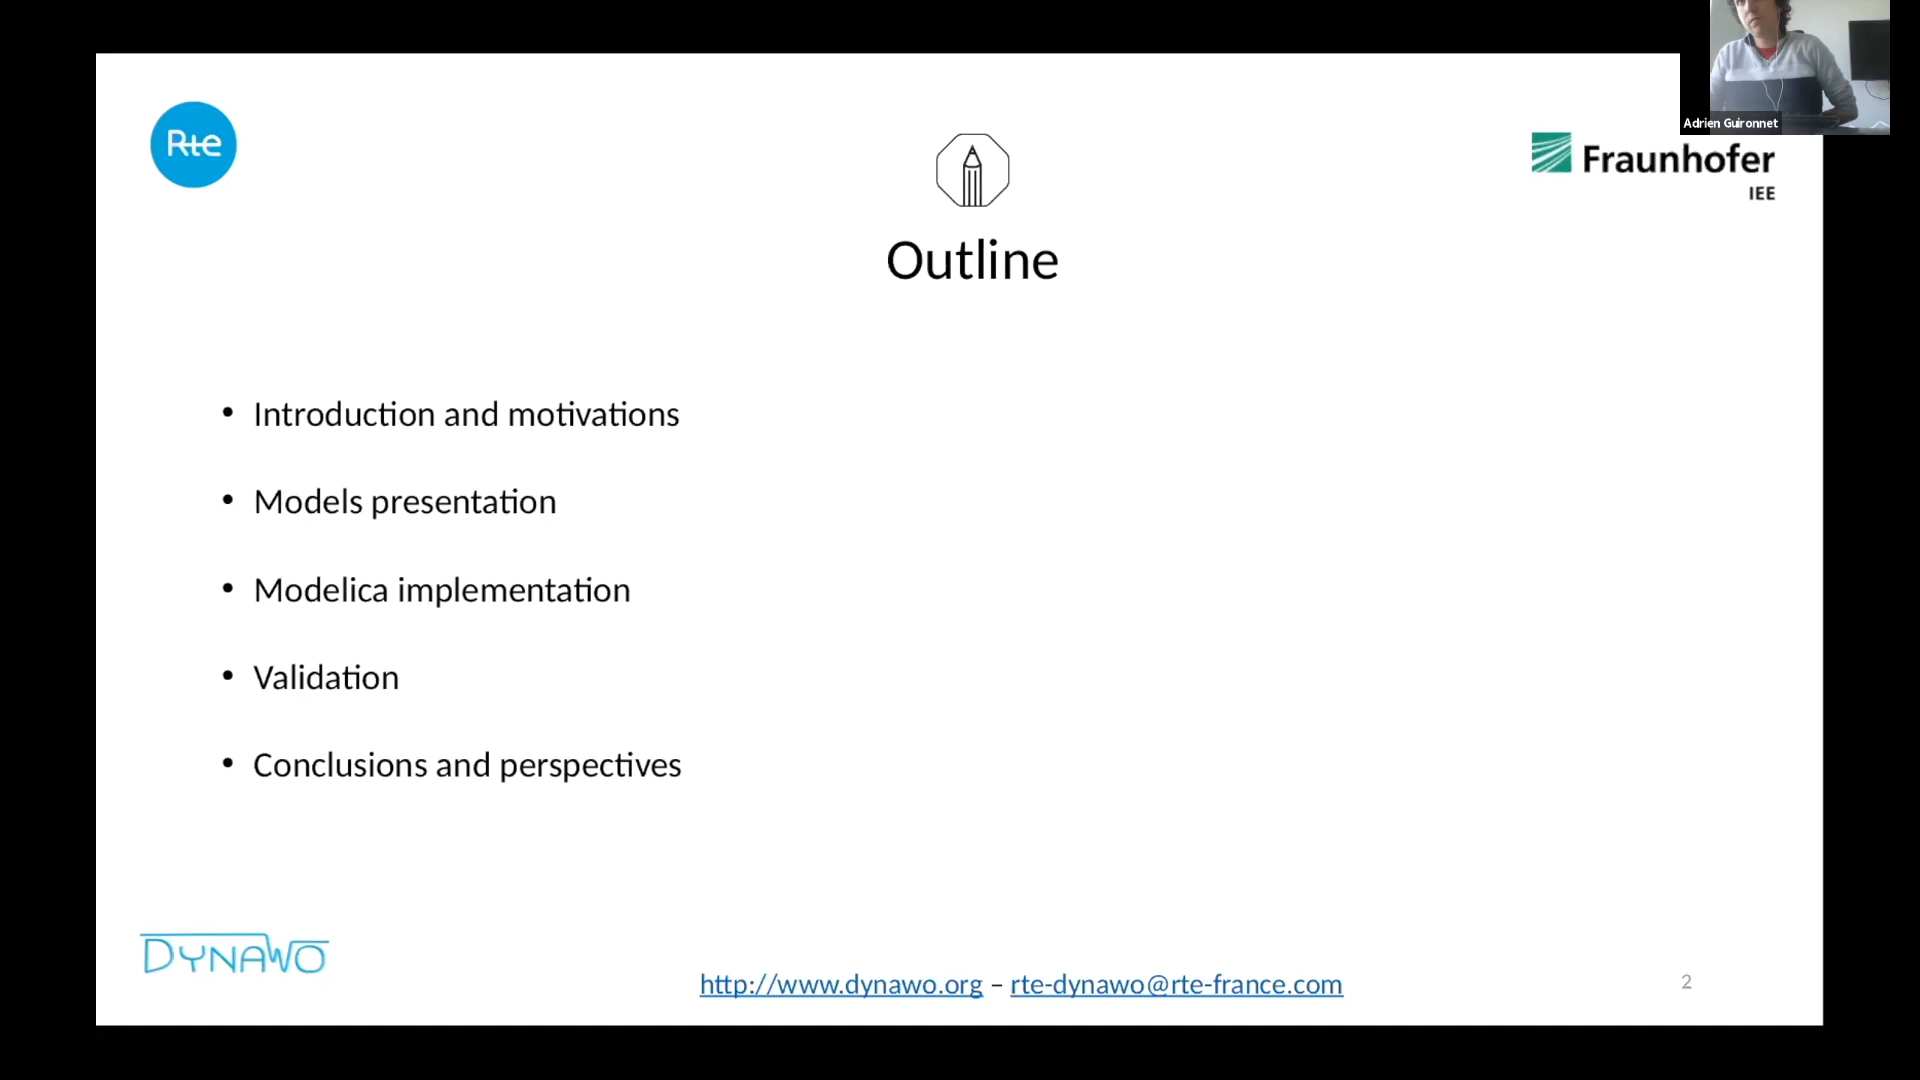 Adrien Guironnet
Rte
Fraunhofer
IEE
Outline
• Introduction and motivations
• Models presentation
• Modelica implementation
• Validation
• Conclusions and perspectives
DYNAWO
http://www.dynawo.org – rte-dynawo@rte-france.com
2